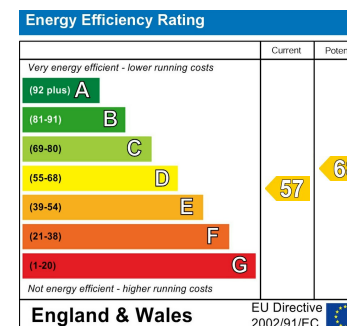 Energy Efficiency Rating
Current
Very energy efficient - lower running costs
(92 plus) A
(81-91) B
(69-80) C
(55-68) D
57
(39-54) E
(21-38) F
(1-20) G
Not energy efficient - higher running costs
England & Wales
EU Directive
2002/91/EC